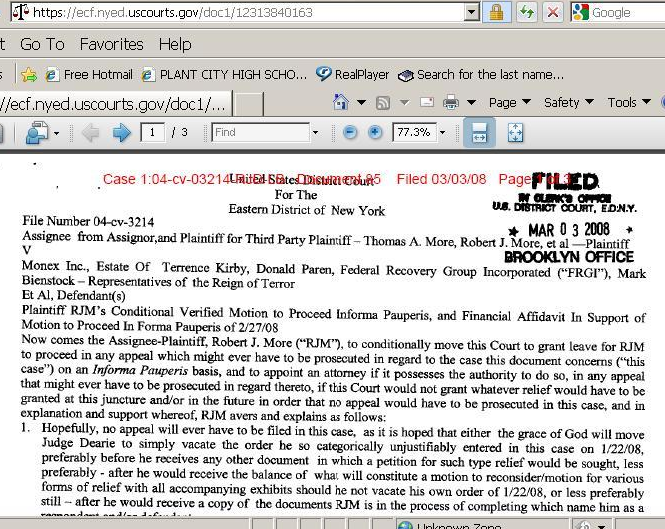 https://ecf.nyed.uscourts.gov/doc1/12313840163 Google
t Go To Favorites Help
s Free Hotmail PLANT CITY HIGH SCHO... RealPlayer Search for the last name...
//ecf.nyed.uscourts.gov/doc1/... Page Safety Tools
1 / 3 Find 77.3%
Case 1:04-cv-03214 Document 85 Filed 03/03/08 Page 1 of 3
United States District Court
For The
Eastern District of New York
FILED
IN CLERK'S OFFICE
U.S. DISTRICT COURT, E.D.N.Y.
★ MAR 0 3 2008 ★
BROOKLYN OFFICE
File Number 04-cv-3214
Assignee from Assignor,and Plaintiff for Third Party Plaintiff – Thomas A. More, Robert J. More, et al —Plaintiff
V
Monex Inc., Estate Of Terrence Kirby, Donald Paren, Federal Recovery Group Incorporated ("FRGI"), Mark
Bienstock – Representatives of the Reign of Terror
Et Al, Defendant(s)
Plaintiff RJM's Conditional Verified Motion to Proceed Informa Pauperis, and Financial Affidavit In Support of
Motion to Proceed In Forma Pauperis of 2/27/08
Now comes the Assignee-Plaintiff, Robert J. More ("RJM"), to conditionally move this Court to grant leave for RJM
to proceed in any appeal which might ever have to be prosecuted in regard to the case this document concerns ("this
case") on an Informa Pauperis basis, and to appoint an attorney if it possesses the authority to do so, in any appeal
that might ever have to be prosecuted in regard thereto, if this Court would not grant whatever relief would have to be
granted at this juncture and/or in the future in order that no appeal would have to be prosecuted in this case, and in
explanation and support whereof, RJM avers and explains as follows:
1. Hopefully, no appeal will ever have to be filed in this case, as it is hoped that either the grace of God will move
Judge Dearie to simply vacate the order he so categorically unjustifiably entered in this case on 1/22/08,
preferably before he receives any other document in which a petition for such type relief would be sought, less
preferably - after he would receive the balance of what will constitute a motion to reconsider/motion for various
forms of relief with all accompanying exhibits should he not vacate his own order of 1/22/08, or less preferably
still – after he would receive a copy of the documents RJM is in the process of completing which name him as a
Unknown Zone